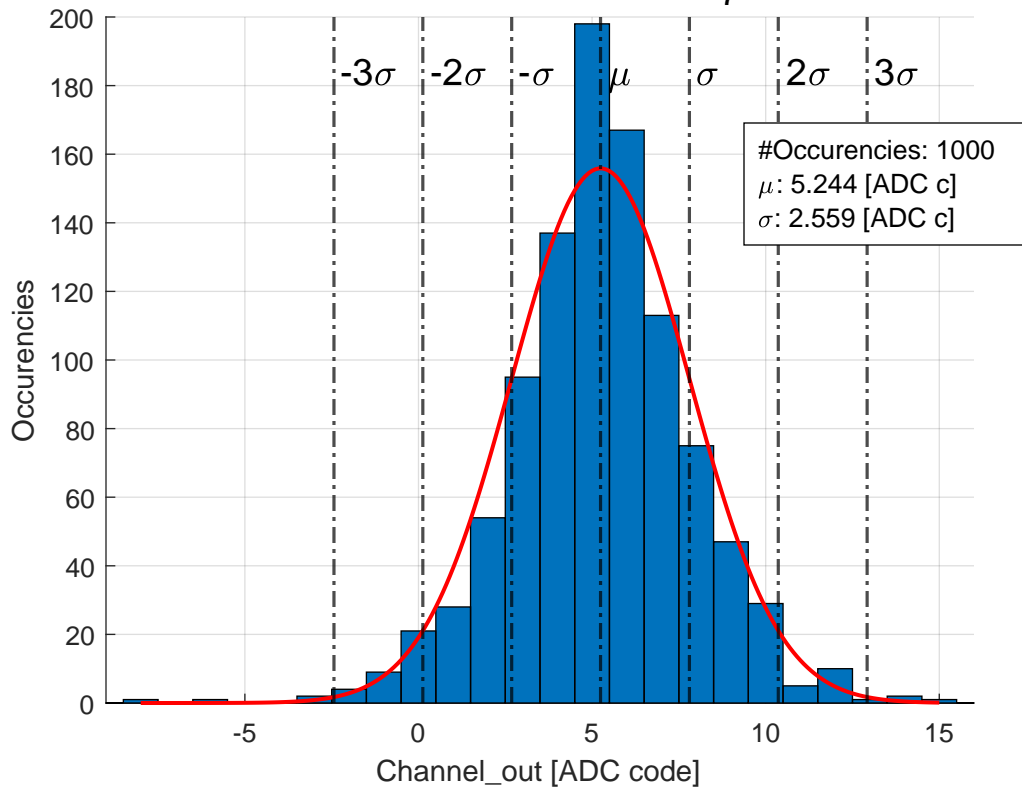 200
180
160
140
120
100
80
60
40
20
0
Occurencies
-3σ
-2σ
-σ
μ
σ
2σ
3σ
#Occurencies: 1000
μ: 5.244 [ADC c]
σ: 2.559 [ADC c]
-5
0
5
10
15
Channel_out [ADC code]